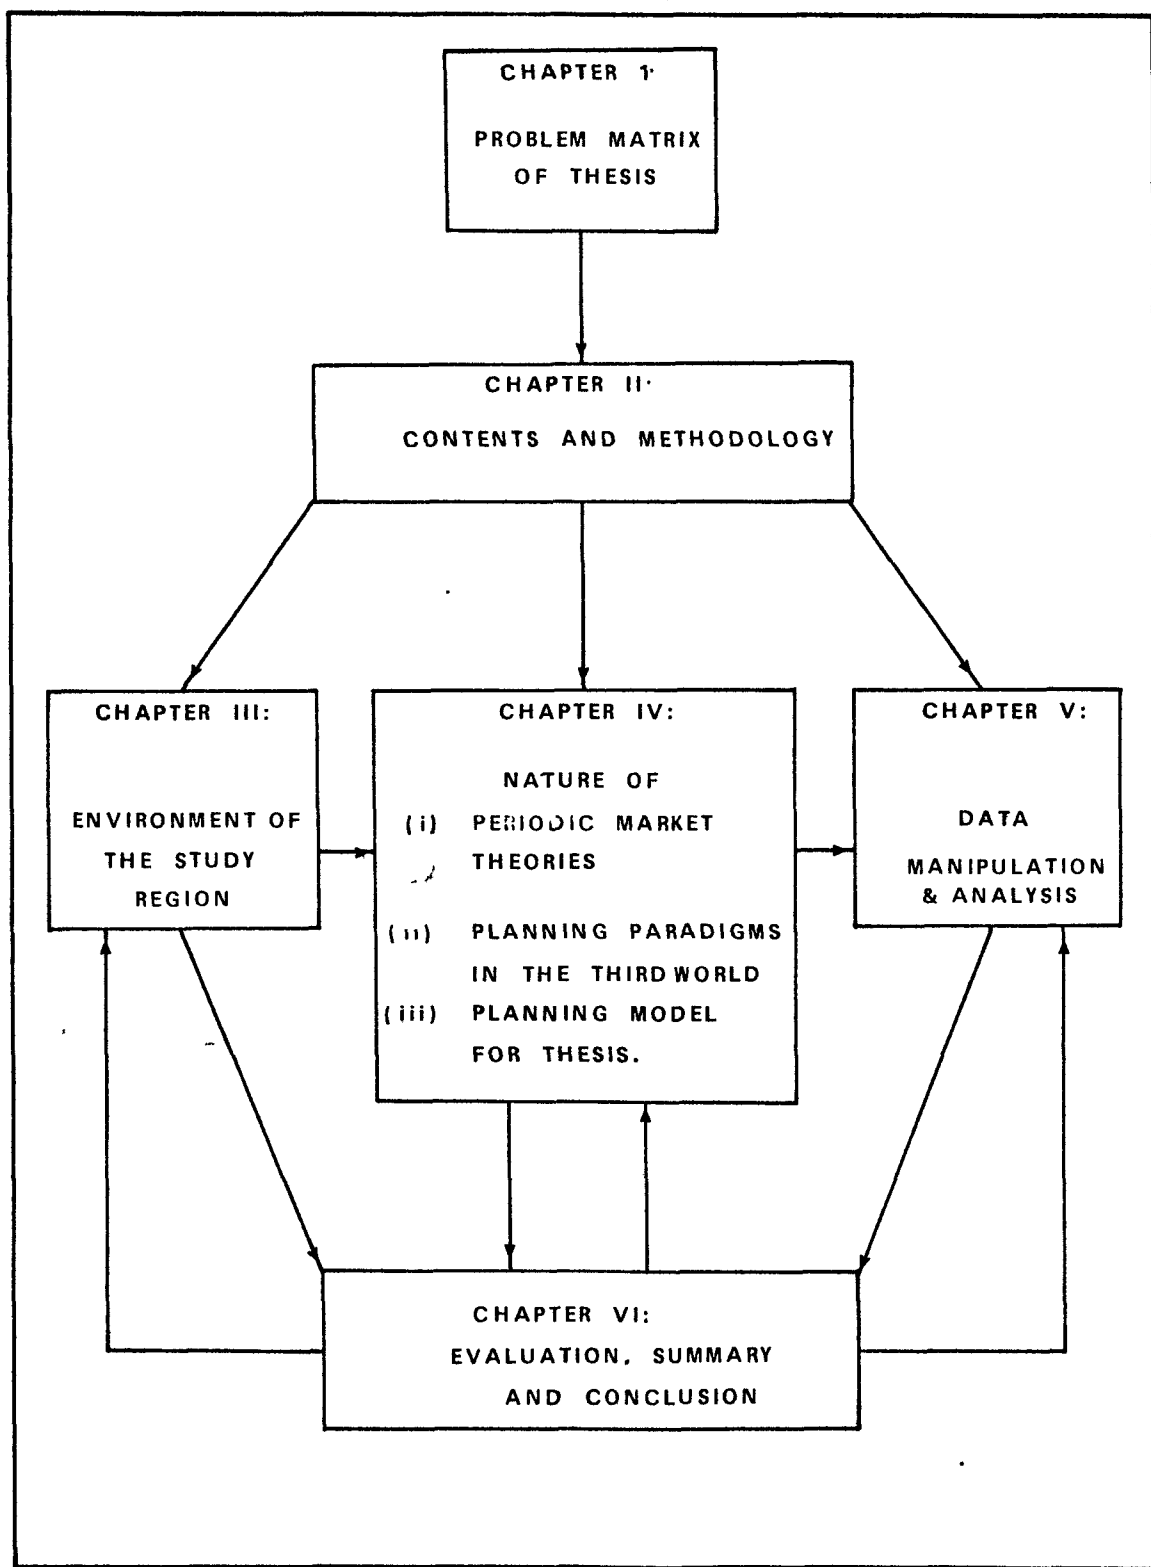 CHAPTER 1:
PROBLEM MATRIX
OF THESIS
CHAPTER II:
CONTENTS AND METHODOLOGY
CHAPTER III:
ENVIRONMENT OF
THE STUDY
REGION
CHAPTER IV:
NATURE OF
(i) PERIODIC MARKET
THEORIES
(ii) PLANNING PARADIGMS
IN THE THIRD WORLD
(iii) PLANNING MODEL
FOR THESIS.
CHAPTER V:
DATA
MANIPULATION
& ANALYSIS
CHAPTER VI:
EVALUATION, SUMMARY
AND CONCLUSION